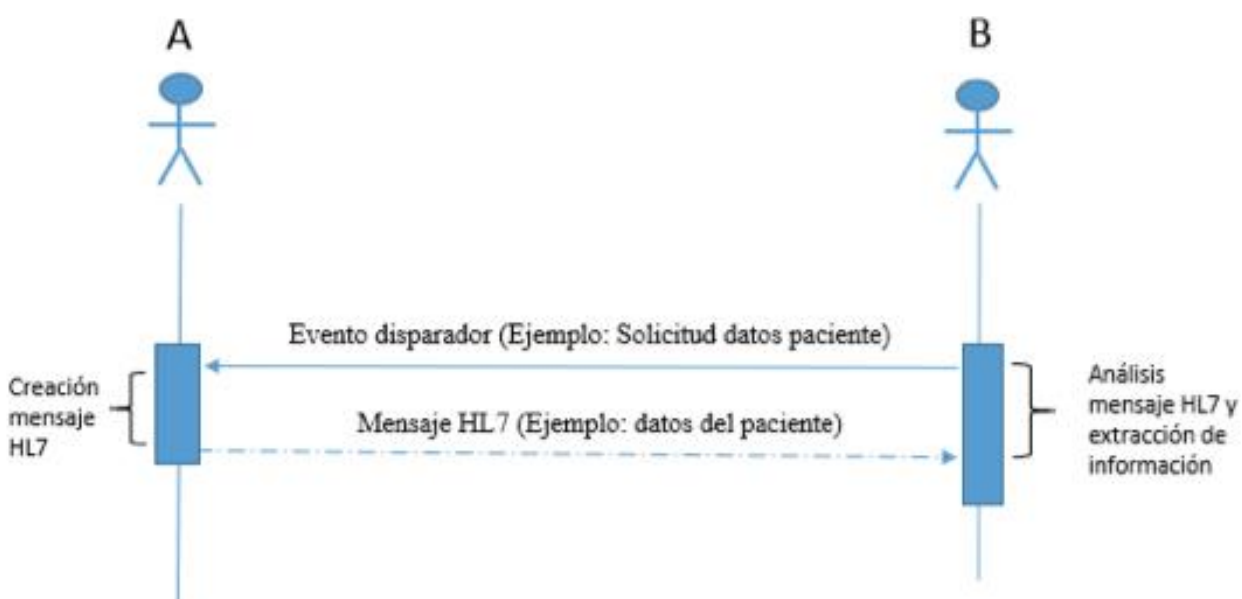 A
B
Evento disparador (Ejemplo: Solicitud datos paciente)
Creación
mensaje
HL7
Mensaje HL7 (Ejemplo: datos del paciente)
Análisis
mensaje HL7 y
extracción de
información